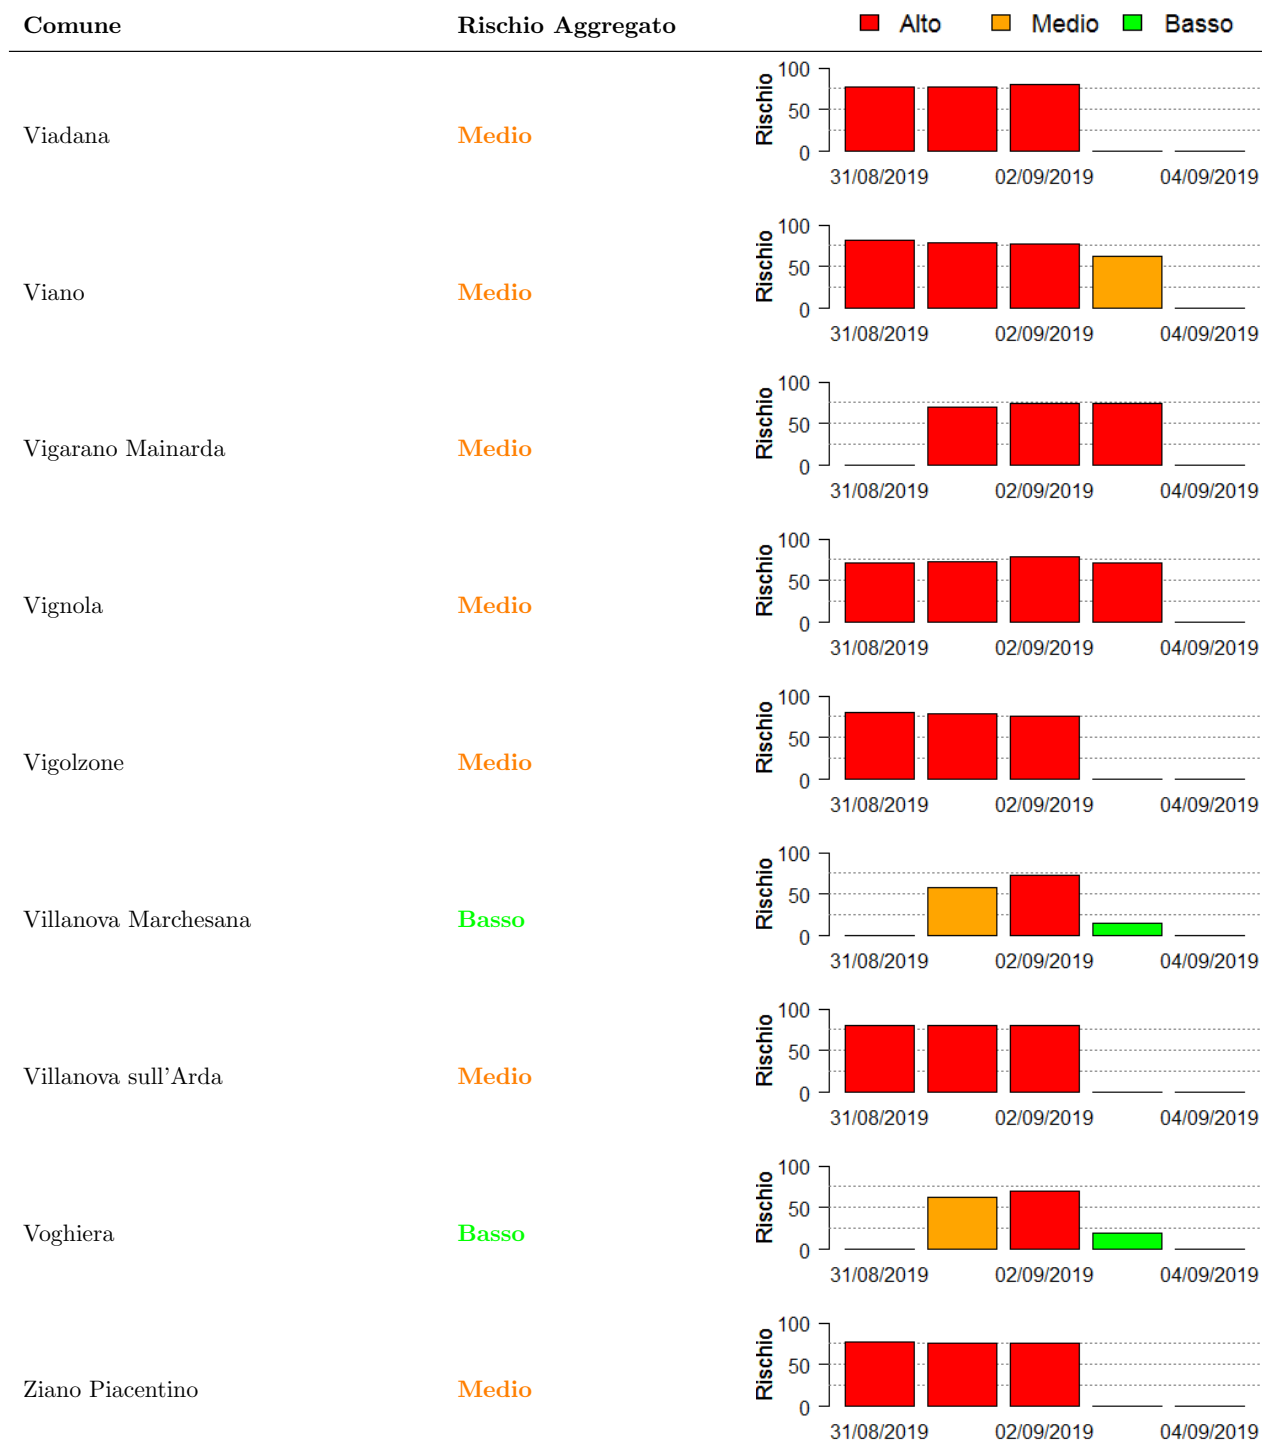 Comune Rischio Aggregato Alto Medio Basso
100
50
0
Rischio
Viadana Medio
31/08/2019 02/09/2019 04/09/2019
100
50
0
Rischio
Viano Medio
31/08/2019 02/09/2019 04/09/2019
100
50
0
Rischio
Vigarano Mainarda Medio
31/08/2019 02/09/2019 04/09/2019
100
50
0
Rischio
Vignola Medio
31/08/2019 02/09/2019 04/09/2019
100
50
0
Rischio
Vigolzone Medio
31/08/2019 02/09/2019 04/09/2019
100
50
0
Rischio
Villanova Marchesana Basso
31/08/2019 02/09/2019 04/09/2019
100
50
0
Rischio
Villanova sull'Arda Medio
31/08/2019 02/09/2019 04/09/2019
100
50
0
Rischio
Voghiera Basso
31/08/2019 02/09/2019 04/09/2019
100
50
0
Rischio
Ziano Piacentino Medio
31/08/2019 02/09/2019 04/09/2019